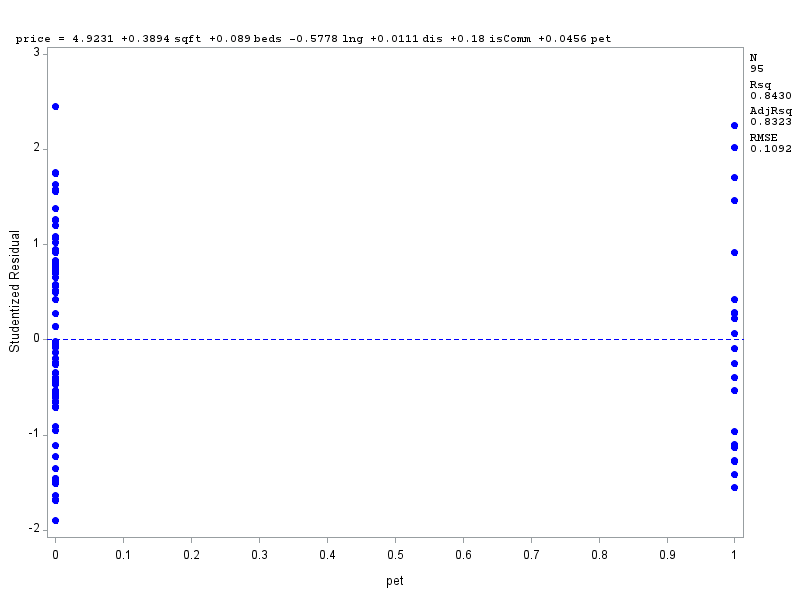 price = 4.9231 +0.3894 sqft +0.089 beds -0.5778 lng +0.0111 dis +0.18 isComm +0.0456 pet
3
2
1
0
-1
-2
Studentized Residual
0 0.1 0.2 0.3 0.4 0.5 0.6 0.7 0.8 0.9 1
pet
N
95
Rsq
0.8430
AdjRsq
0.8323
RMSE
0.1092